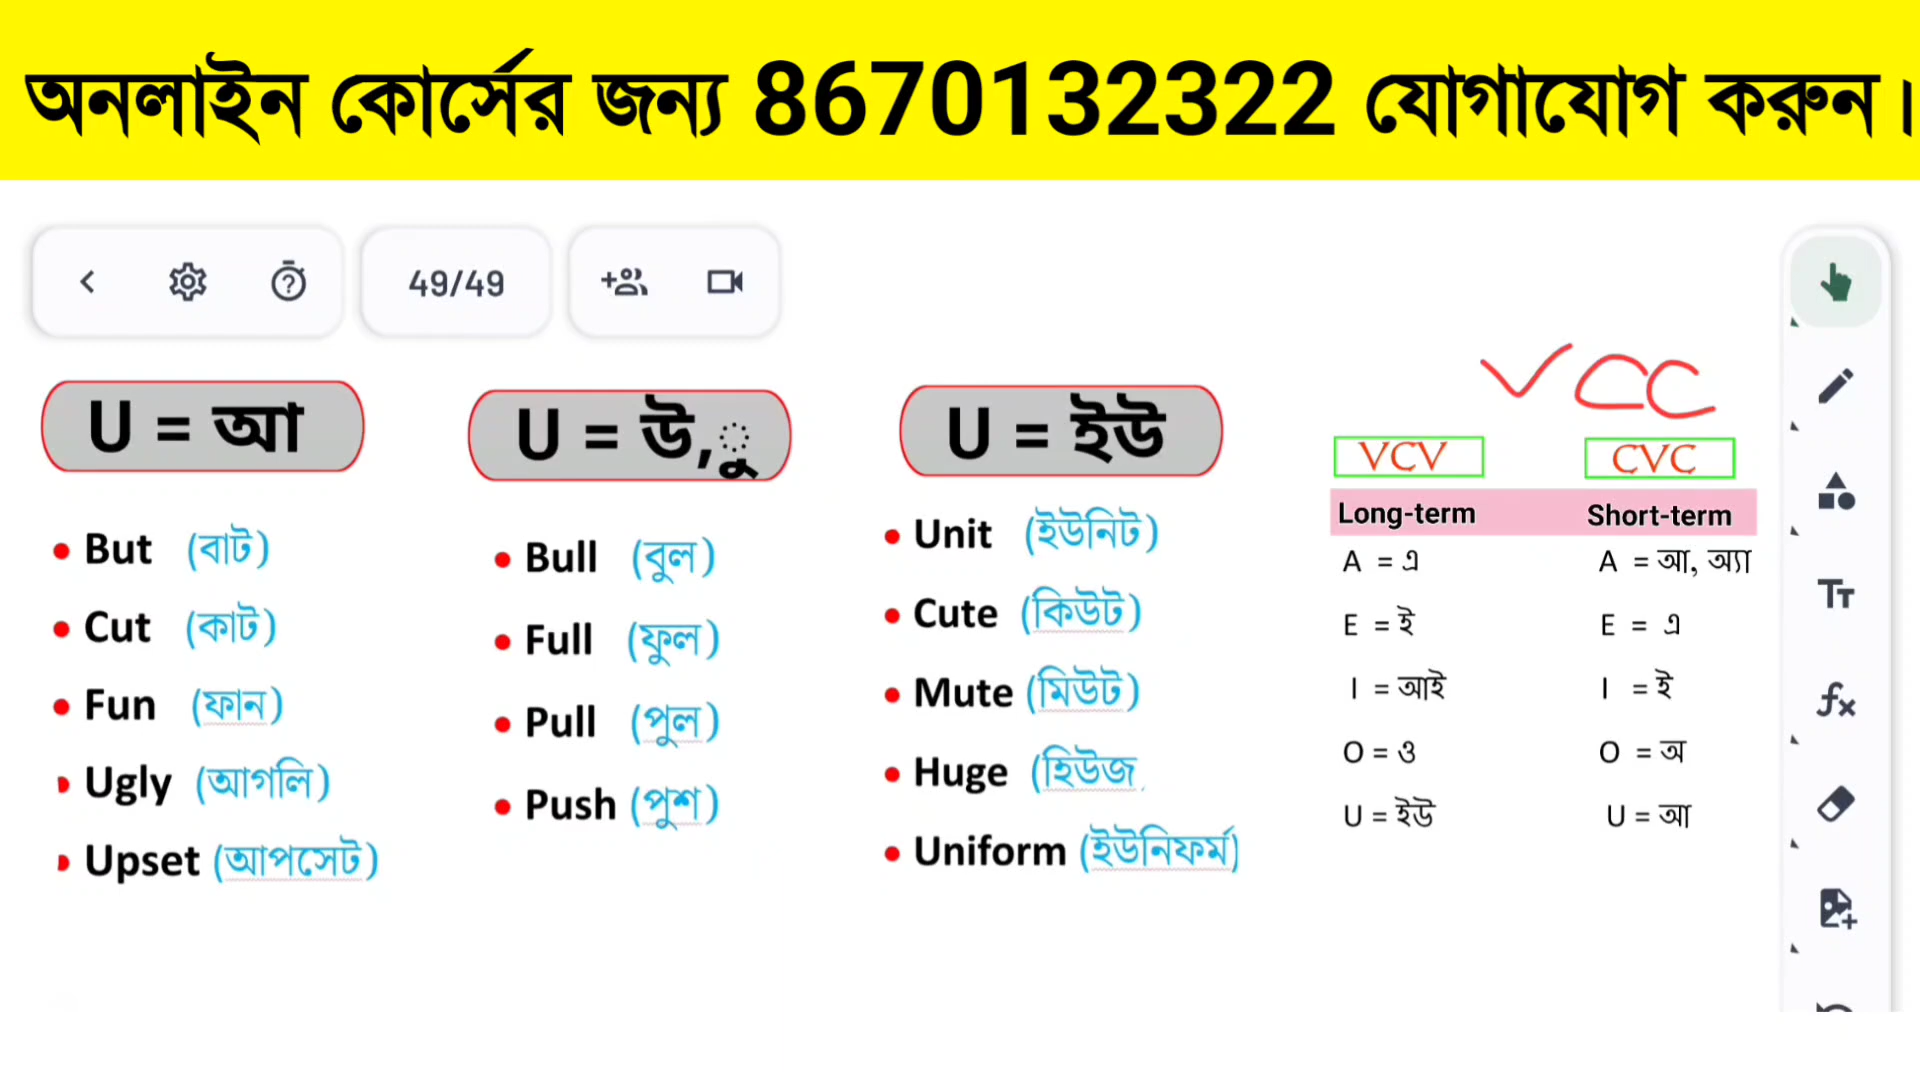 অনলাইন কোর্সের জন্য 8670132322 যোগাযোগ করুন।
49/49
U = আ
But (বাট)
Cut (কাট)
Fun (ফান)
Ugly (আগলি)
Upset (আপসেট)
U = উ,ু
Bull (বুল)
Full (ফুল)
Pull (পুল)
Push (পুশ)
U = ইউ
Unit (ইউনিট)
Cute (কিউট)
Mute (মিউট)
Huge (হিউজ
Uniform (ইউনিফর্ম)
VCC
VCV CVC
Long-term Short-term
A = এ A = আ, অ্যা
E = ই E = এ
I = আই I = ই
O = ও O = অ
U = ইউ U = আ
Tт
fx